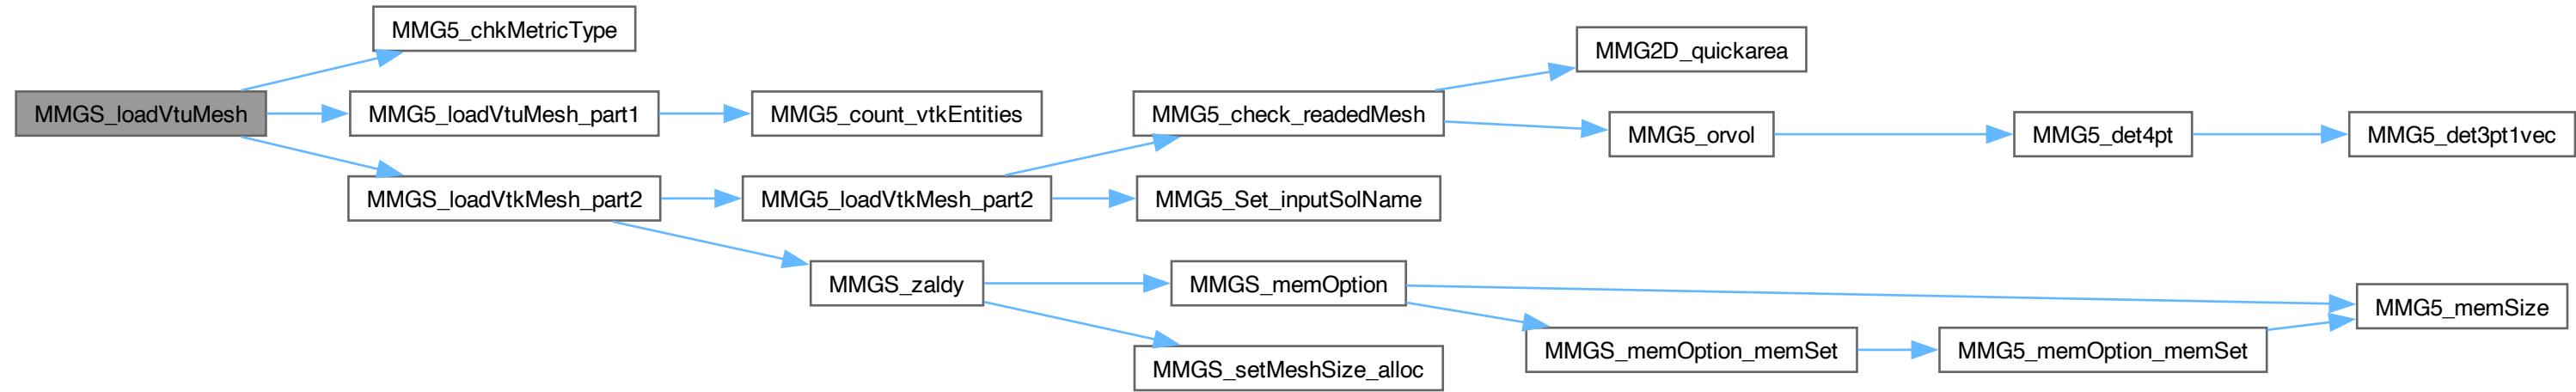 MMGS_loadVtuMesh
MMG5_chkMetricType
MMG5_loadVtuMesh_part1
MMGS_loadVtkMesh_part2
MMG5_count_vtkEntities
MMG5_loadVtkMesh_part2
MMGS_zaldy
MMG5_check_readedMesh
MMG5_Set_inputSolName
MMGS_memOption
MMGS_setMeshSize_alloc
MMG2D_quickarea
MMG5_orvol
MMGS_memOption_memSet
MMG5_det4pt
MMG5_memOption_memSet
MMG5_det3pt1vec
MMG5_memSize